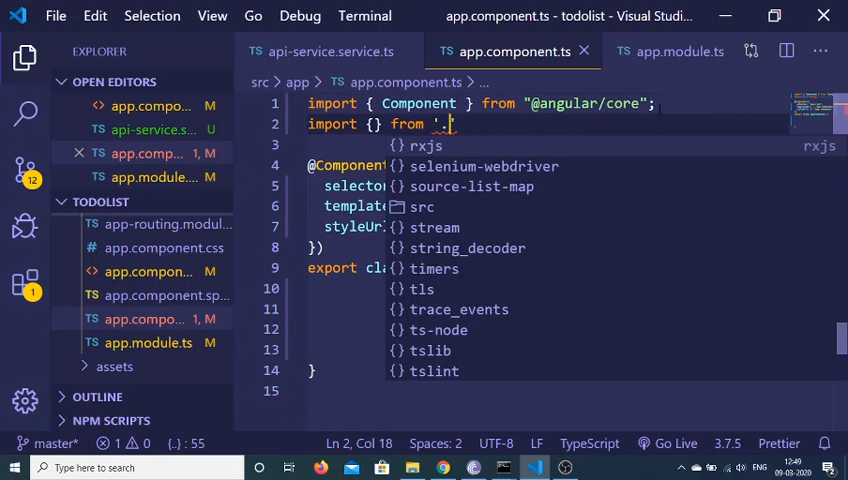 File Edit Selection View Go Debug Terminal app.component.ts - todolist - Visual Studi...
EXPLORER ...
TS api-service.service.ts
TS app.component.ts
TS app.module.ts
src > app > TS app.component.ts > ...
OPEN EDITORS
<> app.compo... M
TS api-service.s...
TS app.comp... 1, M
TS app.module.... M
TODOLIST
TS app-routing.modul...
# app.component.css
<> app.compon... M
TS app.component.sp...
TS app.compo... 1, M
TS app.module.ts M
assets
OUTLINE
NPM SCRIPTS
12
1
1 import { Component } from "@angular/core";
2 import {} from '.'
3
4 @Component
5 selecto
6 template
7 styleUrl
8 })
9 export cla
10
11
12
13
14 }
15
{} rxjs rxjs
{} selenium-webdriver
{} source-list-map
src
{} stream
{} string_decoder
{} timers
{} tls
{} trace_events
{} ts-node
{} tslib
{} tslint
master* 1 0 {..} : 55 Ln 2, Col 18 Spaces: 2 UTF-8 LF TypeScript Go Live 3.7.5 Prettier
Type here to search
ENG
12:49
09-03-2020